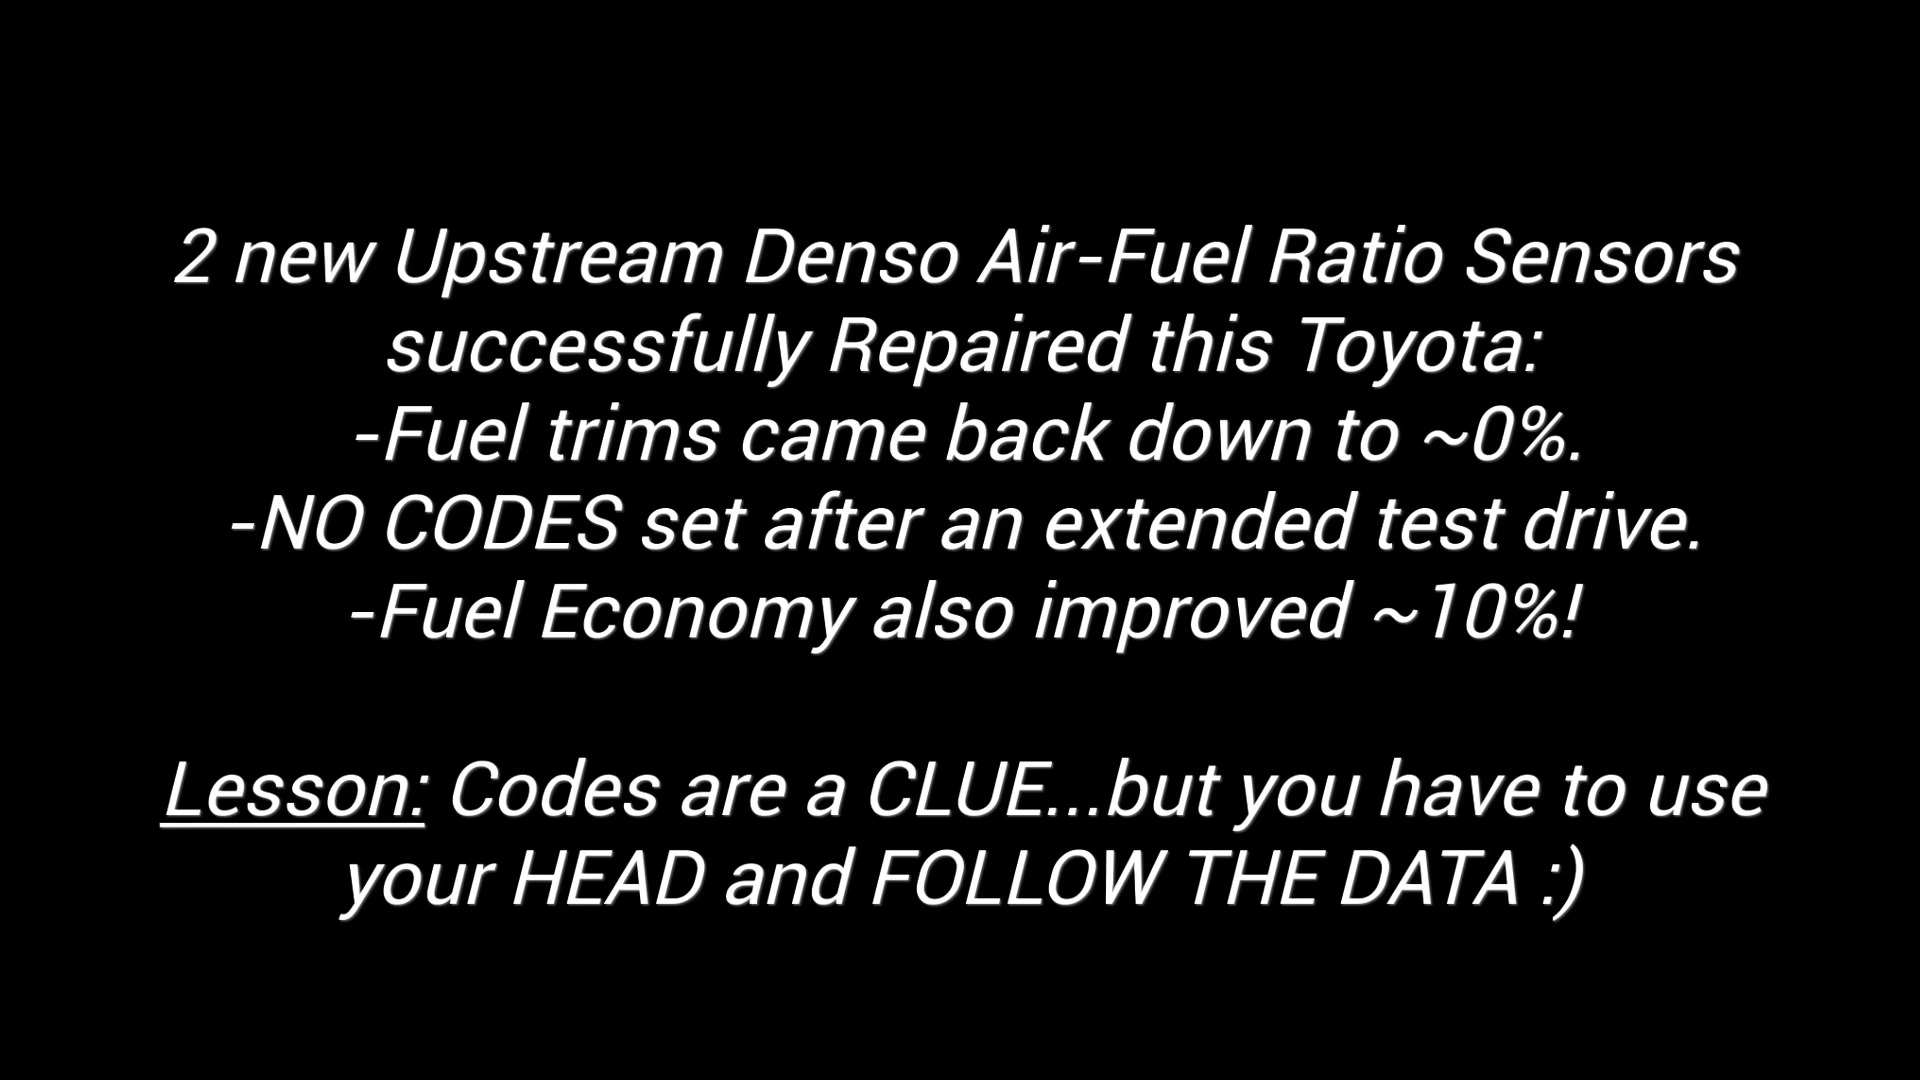 2 new Upstream Denso Air-Fuel Ratio Sensors
successfully Repaired this Toyota:
-Fuel trims came back down to ~0%.
-NO CODES set after an extended test drive.
-Fuel Economy also improved ~10%!
Lesson: Codes are a CLUE...but you have to use
your HEAD and FOLLOW THE DATA :)